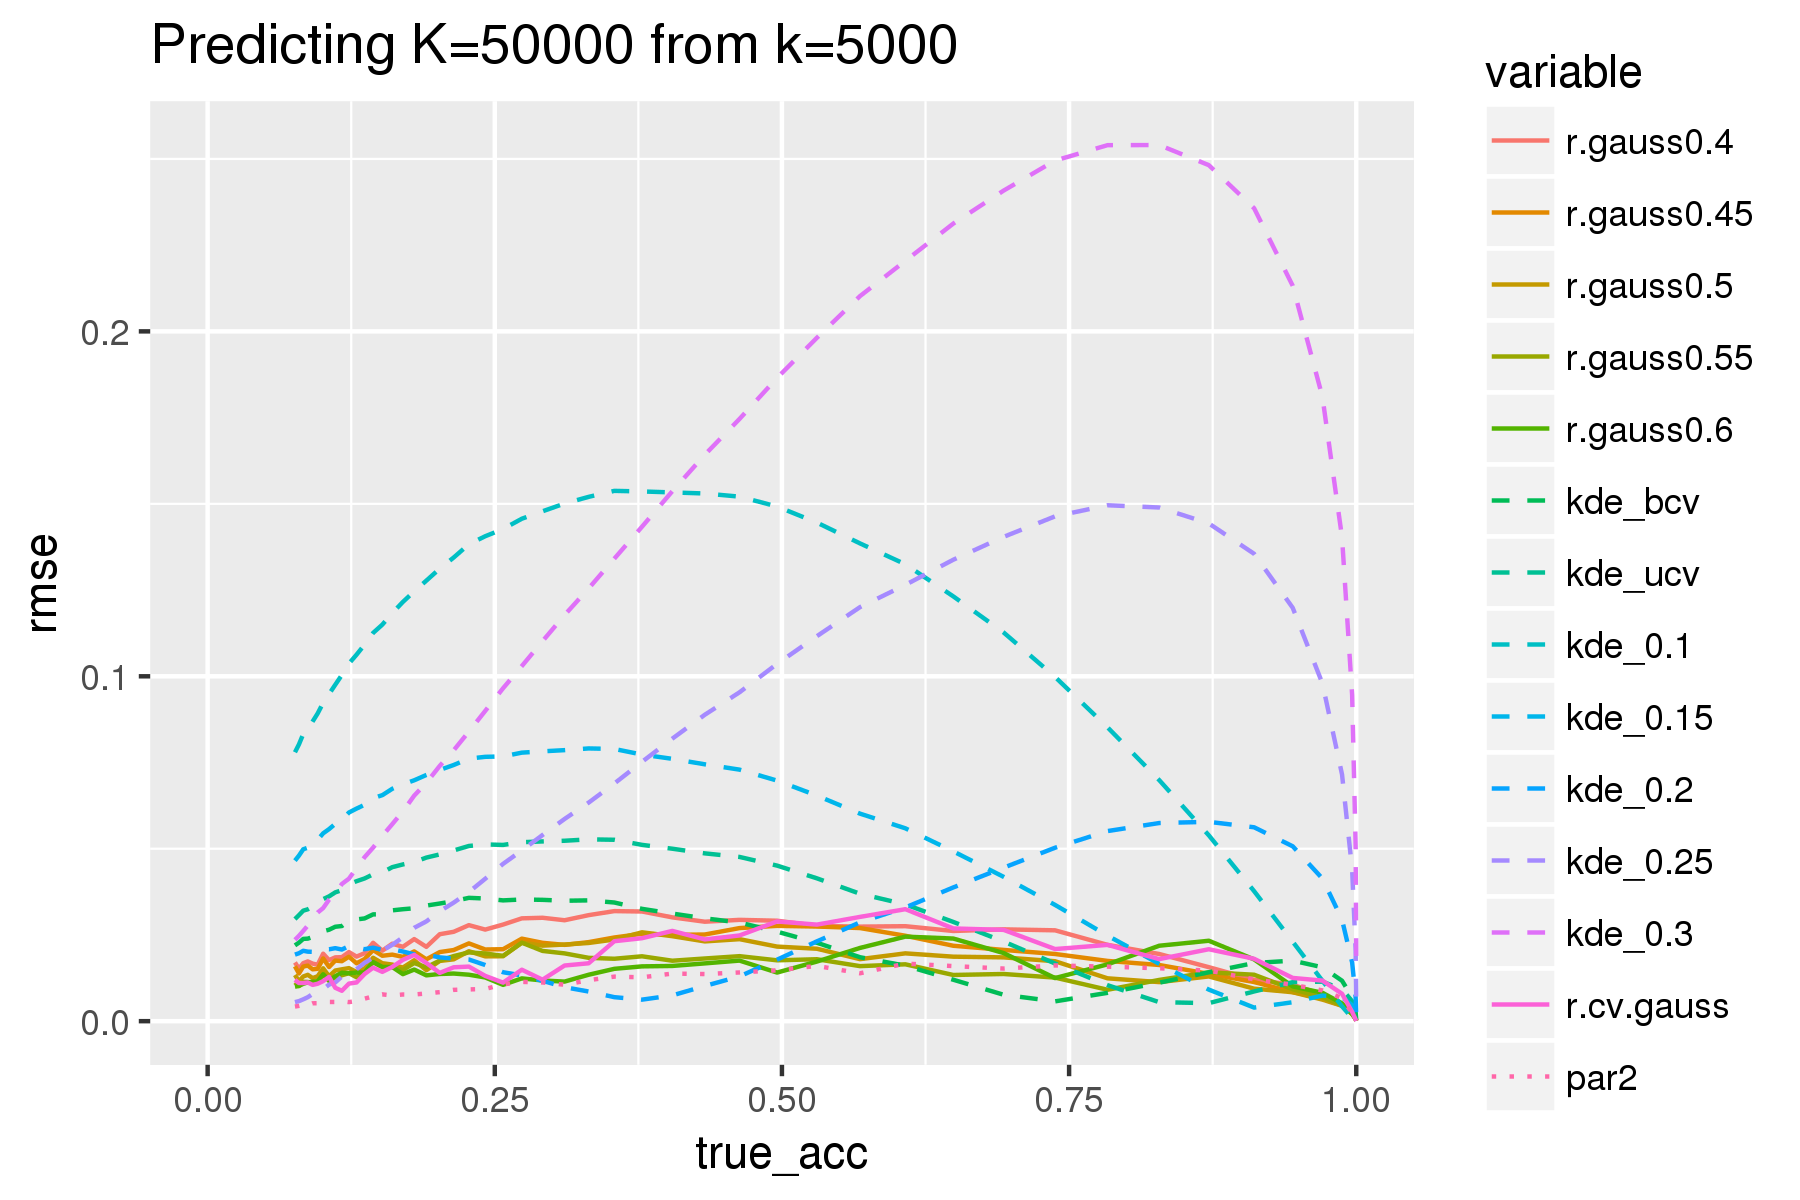 Predicting K=50000 from k=5000
variable
r.gauss0.4
r.gauss0.45
r.gauss0.5
r.gauss0.55
r.gauss0.6
kde_bcv
kde_ucv
kde_0.1
kde_0.15
kde_0.2
kde_0.25
kde_0.3
r.cv.gauss
par2
rmse
0.2
0.1
0.0
0.00 0.25 0.50 0.75 1.00
true_acc